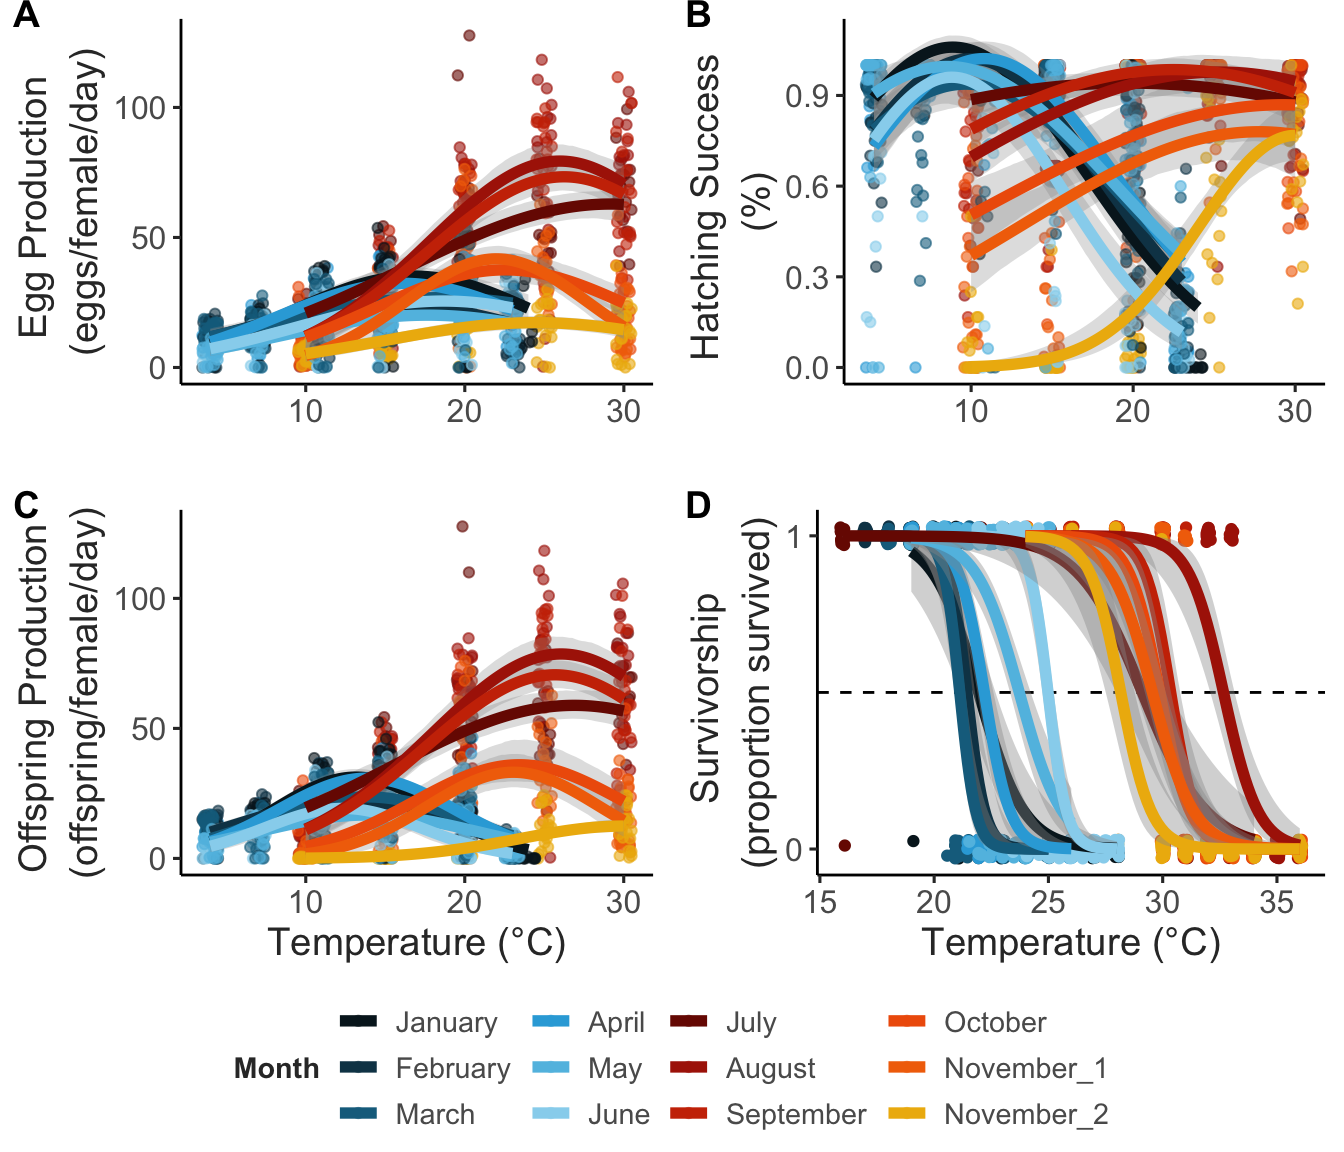 A
Egg Production
(eggs/female/day)
100
50
0
10 20 30
B
Hatching Success
(%)
0.9
0.6
0.3
0.0
10 20 30
C
Offspring Production
(offspring/female/day)
100
50
0
10 20 30
Temperature (°C)
D
Survivorship
(proportion survived)
1
0
15 20 25 30 35
Temperature (°C)
Month
January April July October
February May August November_1
March June September November_2